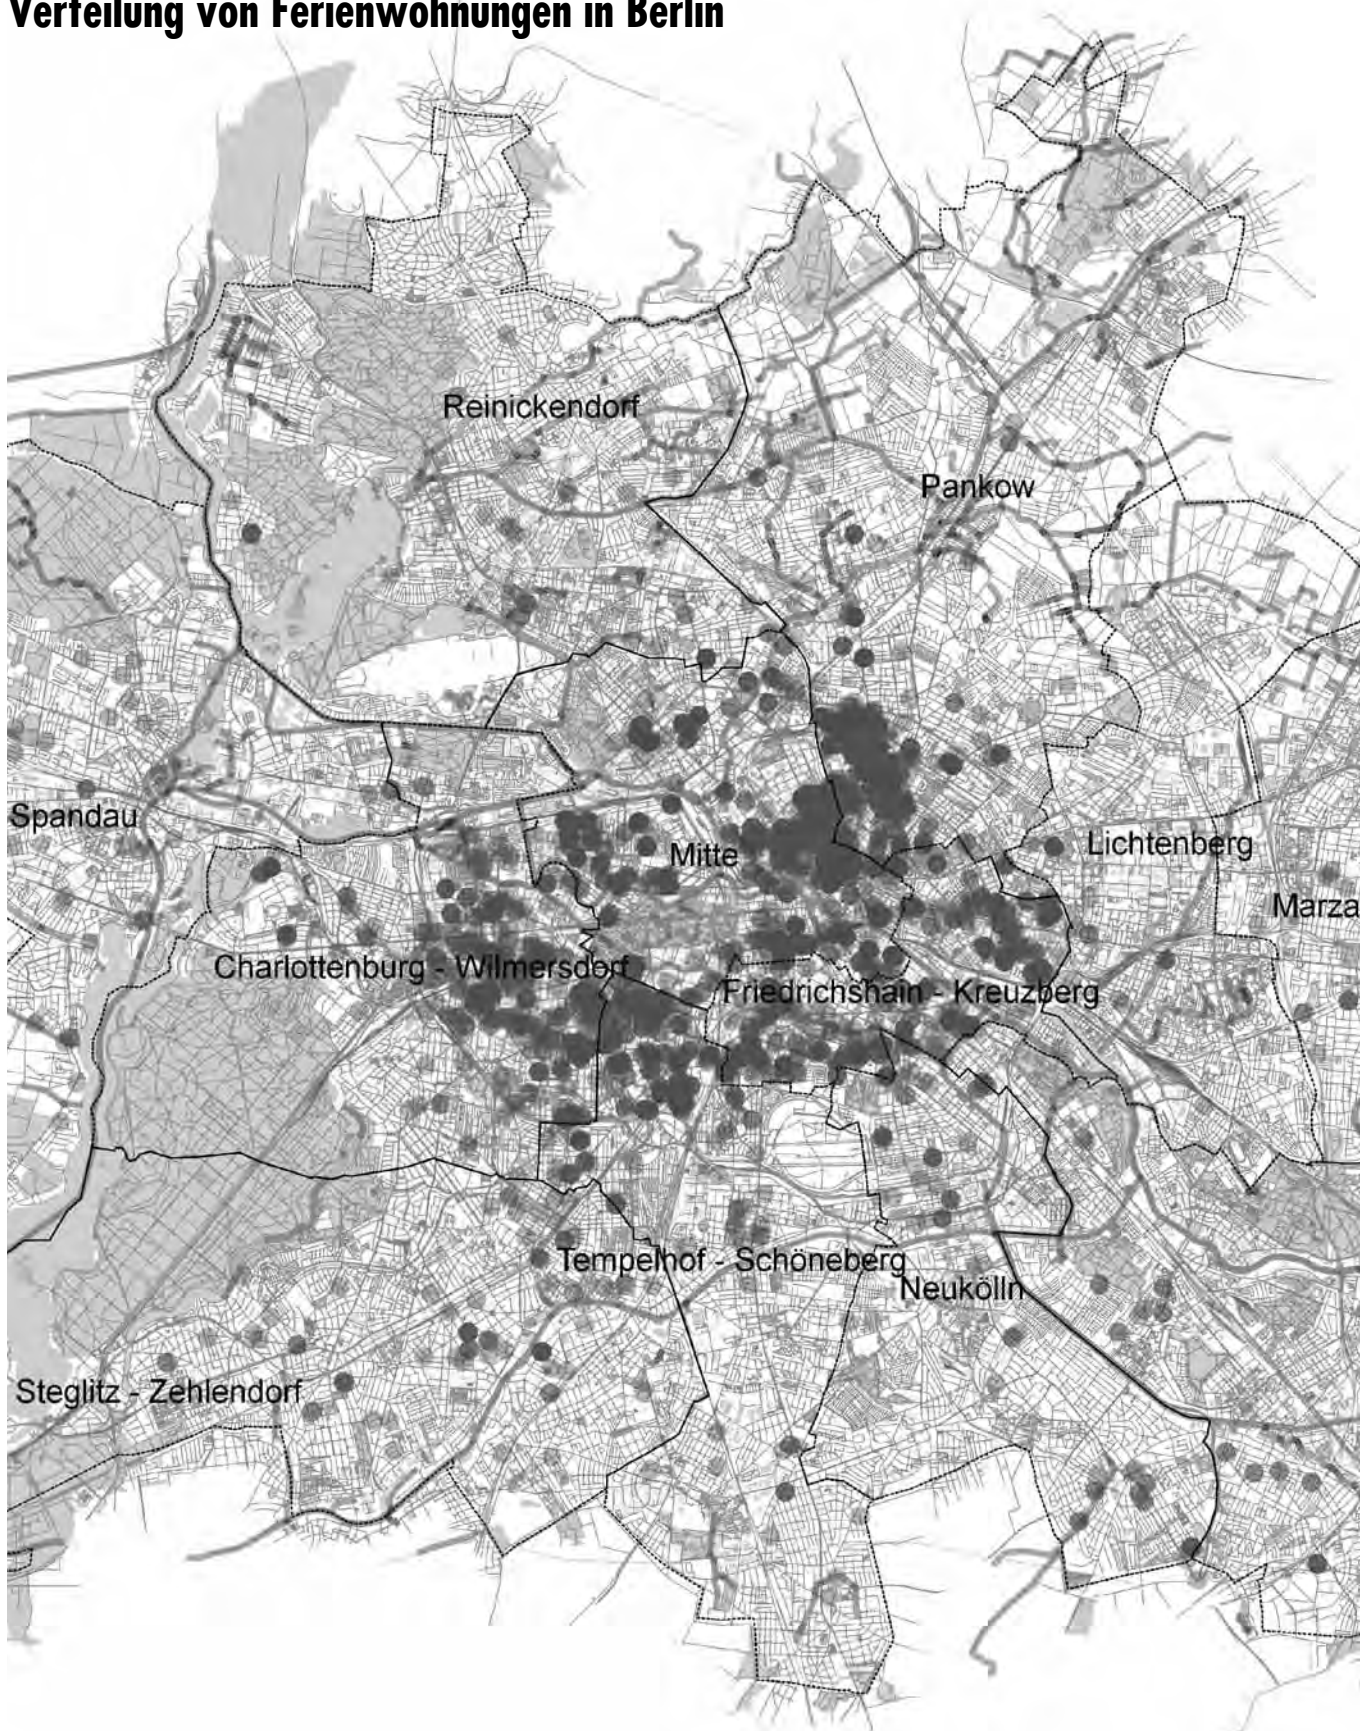 Verteilung von Ferienwohnungen in Berlin
Reinickendorf
Pankow
Spandau
Mitte
Lichtenberg
Marza
Charlottenburg - Wilmersdorf
Friedrichshain - Kreuzberg
Tempelhof - Schöneberg
Neukölln
Steglitz - Zehlendorf